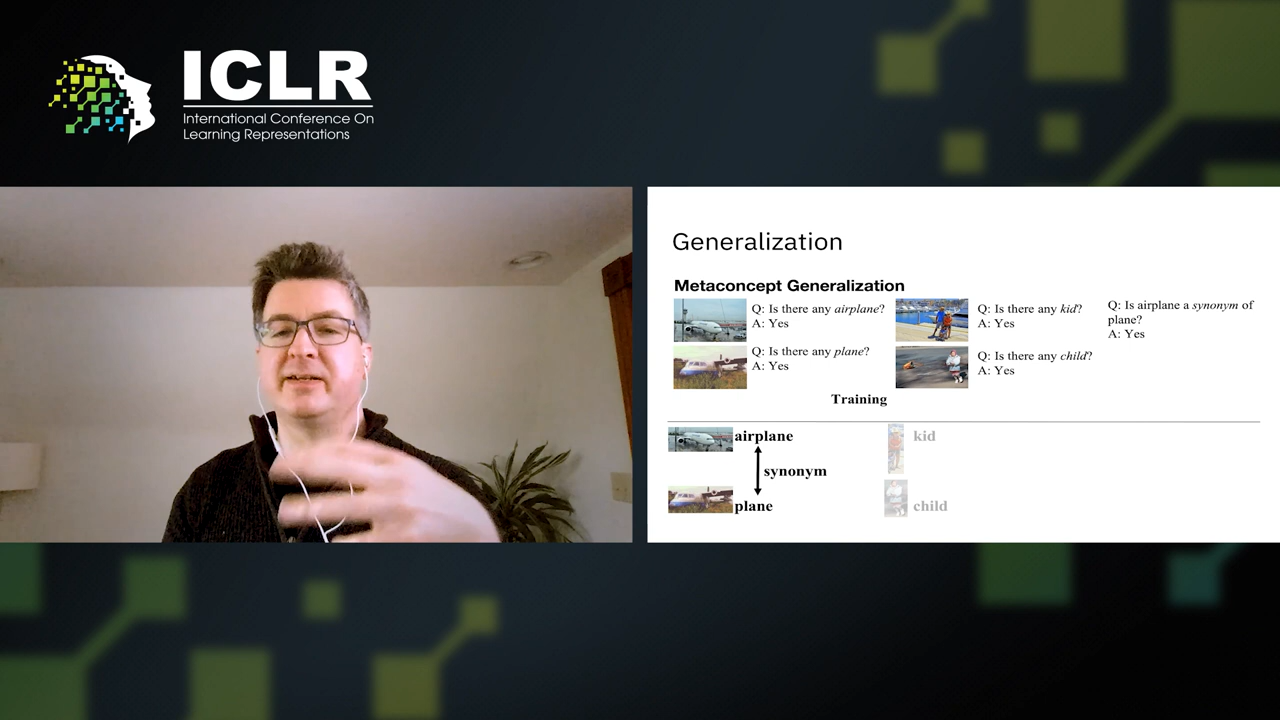 ICLR
International Conference On
Learning Representations
Generalization
Metaconcept Generalization
Q: Is there any airplane?
A: Yes
Q: Is there any plane?
A: Yes
Q: Is there any kid?
A: Yes
Q: Is there any child?
A: Yes
Q: Is airplane a synonym of
plane?
A: Yes
Training
airplane
synonym
plane
kid
child